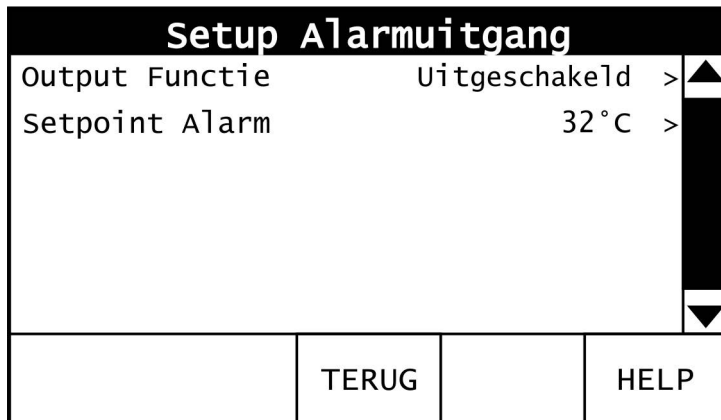 Setup Alarmuitgang
Output Functie Uitgeschakeld >
Setpoint Alarm 32°C >
TERUG HELP